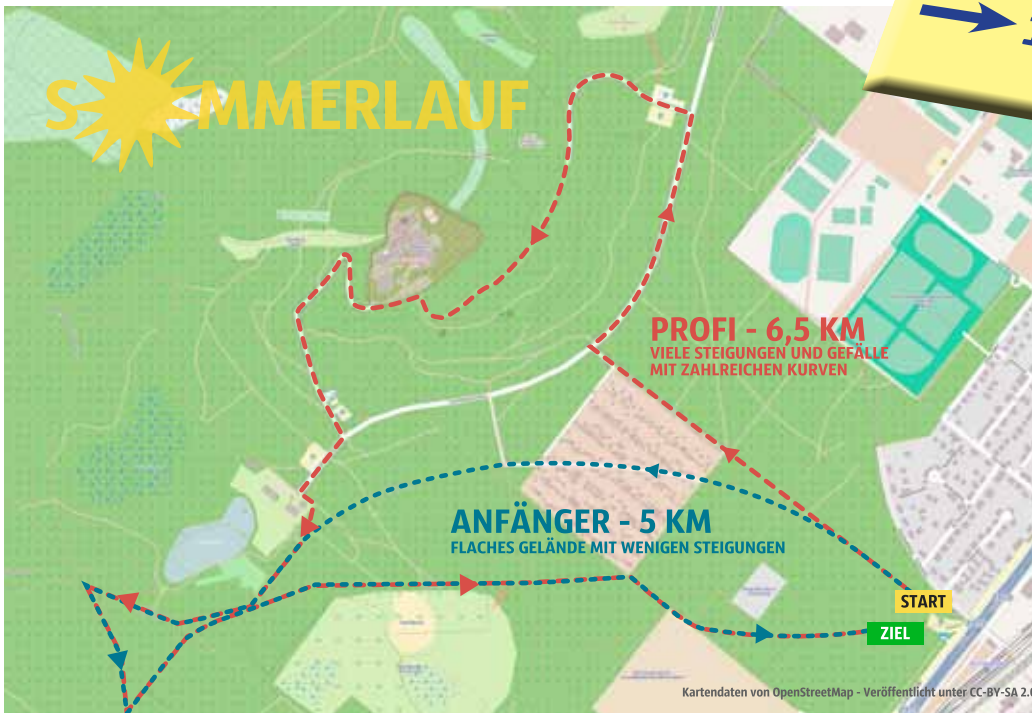 SOMMERLAUF
PROFI - 6,5 KM
VIELE STEIGUNGEN UND GEFÄLLE
MIT ZAHLREICHEN KURVEN
ANFÄNGER - 5 KM
FLACHES GELÄNDE MIT WENIGEN STEIGUNGEN
START
ZIEL
Kartendaten von OpenStreetMap - Veröffentlicht unter CC-BY-SA 2.0